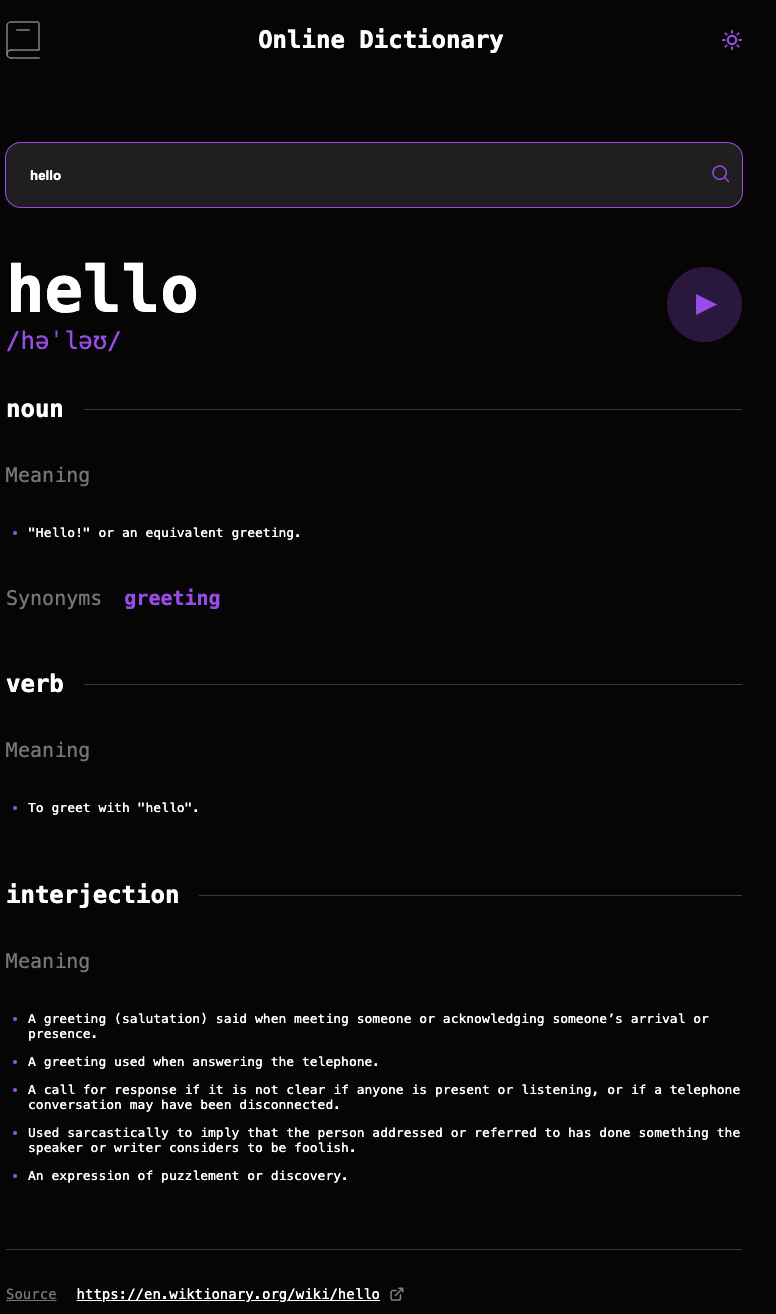 Online Dictionary
hello
hello
/həˈləʊ/
noun
Meaning
"Hello!" or an equivalent greeting.
Synonyms greeting
verb
Meaning
To greet with "hello".
interjection
Meaning
A greeting (salutation) said when meeting someone or acknowledging someone’s arrival or
presence.
A greeting used when answering the telephone.
A call for response if it is not clear if anyone is present or listening, or if a telephone
conversation may have been disconnected.
Used sarcastically to imply that the person addressed or referred to has done something the
speaker or writer considers to be foolish.
An expression of puzzlement or discovery.
Source https://en.wiktionary.org/wiki/hello